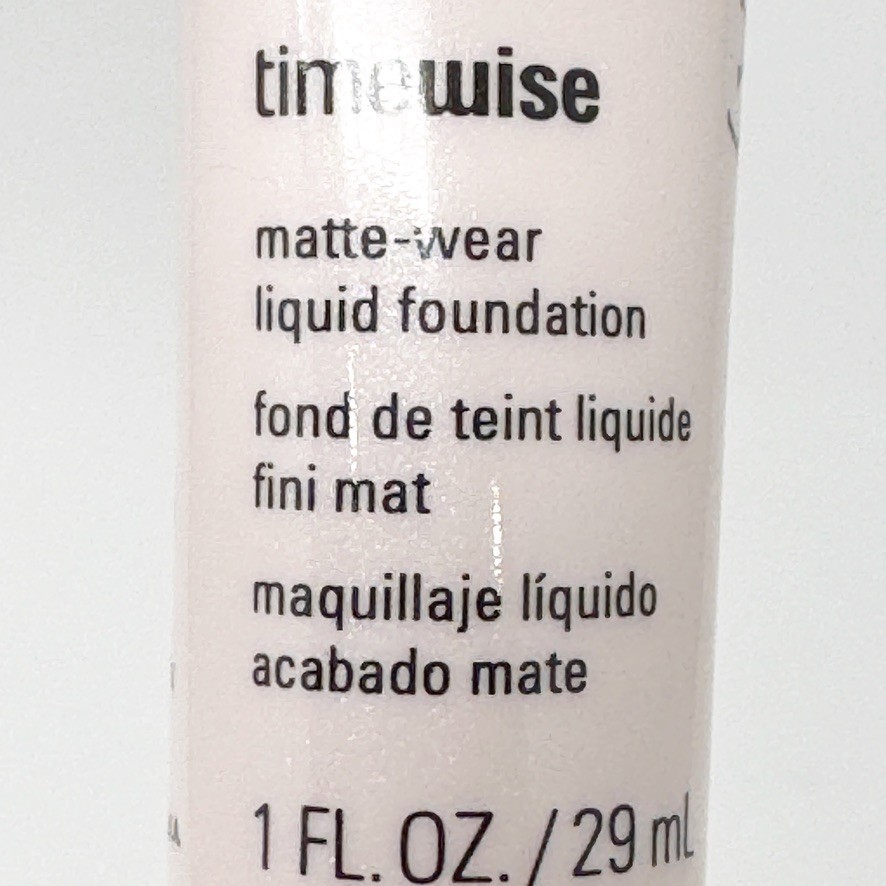 timewise
matte-wear
liquid foundation
fond de teint liquide
fini mat
maquillaje líquido
acabado mate
1 FL. OZ. / 29 mL